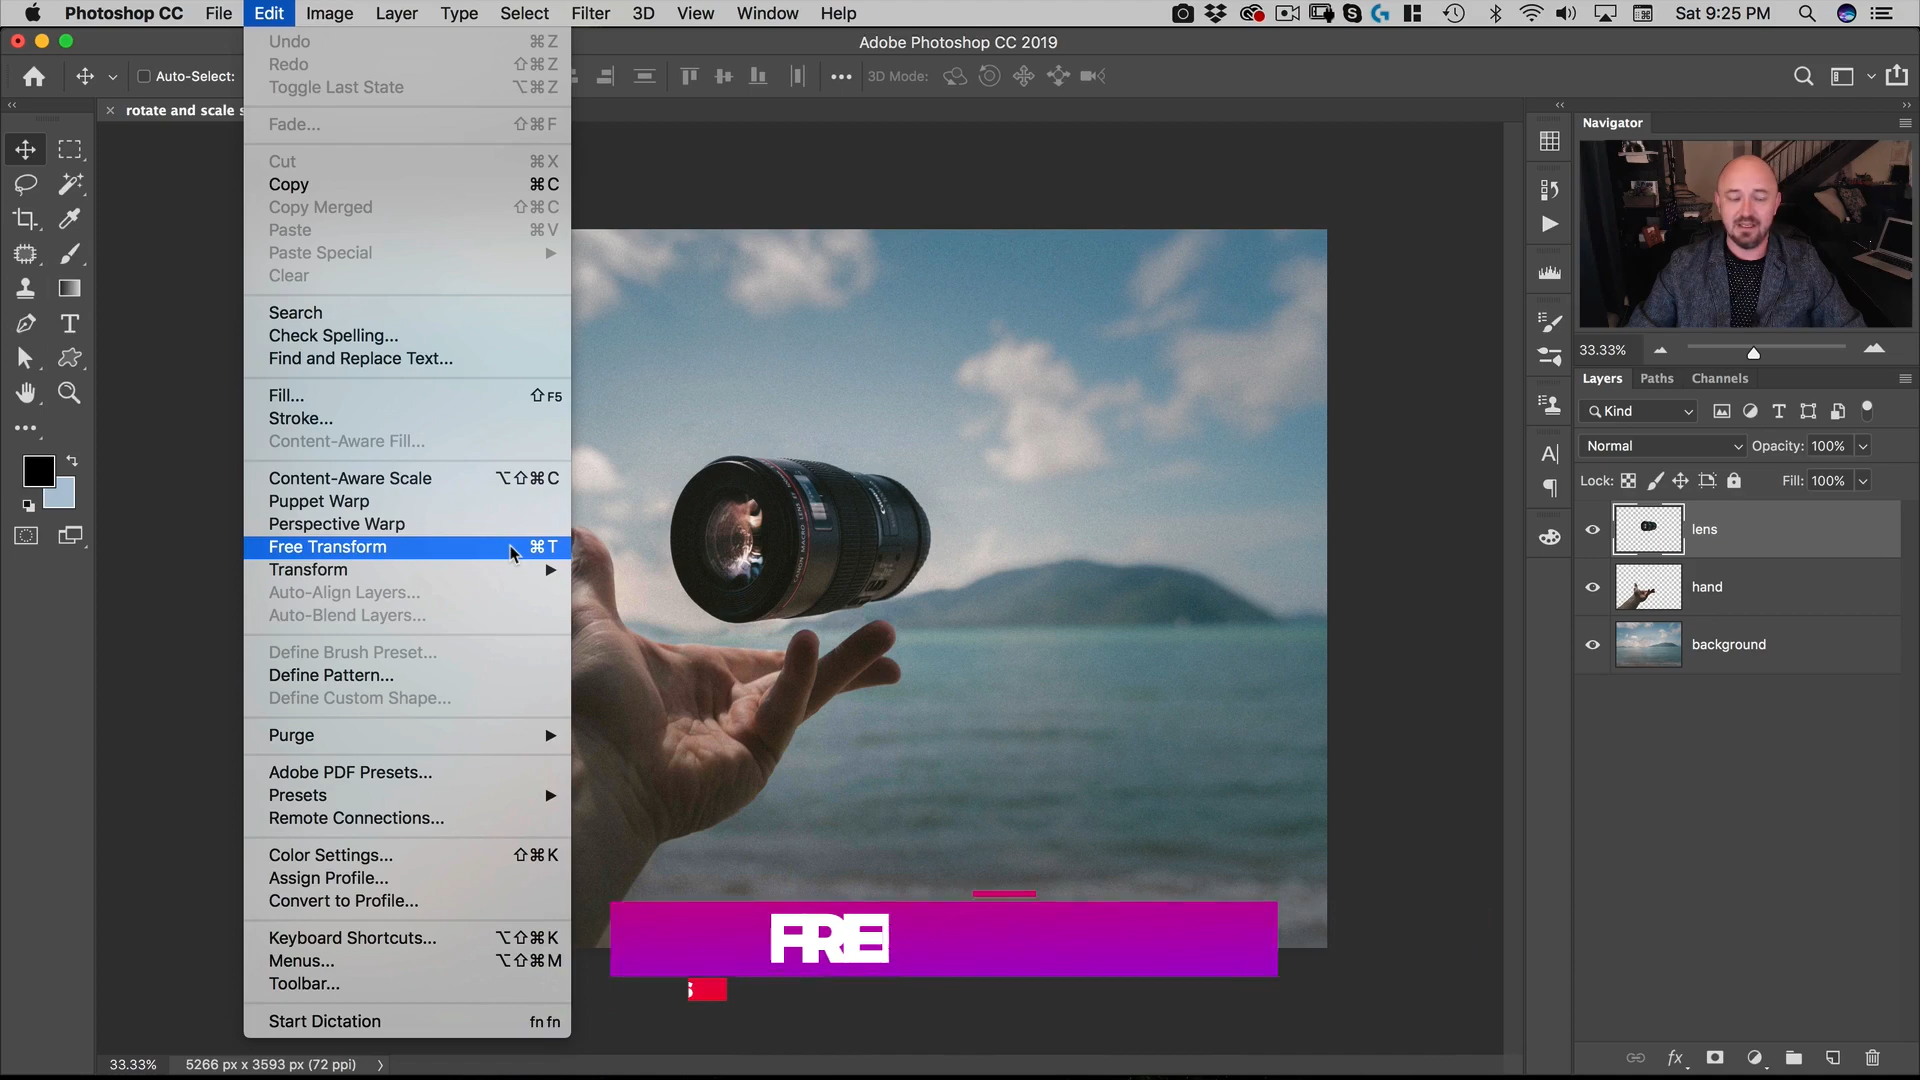 Photoshop CC File Edit Image Layer Type Select Filter 3D View Window Help Sat 9:25 PM
Adobe Photoshop CC 2019
Auto-Select: 3D Mode:
rotate and scale s
Undo ⌘Z
Redo ⇧⌘Z
Toggle Last State ⌥⌘Z
Fade... ⇧⌘F
Cut ⌘X
Copy ⌘C
Copy Merged ⇧⌘C
Paste ⌘V
Paste Special
Clear
Search
Check Spelling...
Find and Replace Text...
Fill... ⇧F5
Stroke...
Content-Aware Fill...
Content-Aware Scale ⌥⇧⌘C
Puppet Warp
Perspective Warp
Free Transform ⌘T
Transform
Auto-Align Layers...
Auto-Blend Layers...
Define Brush Preset...
Define Pattern...
Define Custom Shape...
Purge
Adobe PDF Presets...
Presets
Remote Connections...
Color Settings... ⇧⌘K
Assign Profile...
Convert to Profile...
Keyboard Shortcuts... ⌥⇧⌘K
Menus... ⌥⇧⌘M
Toolbar...
Start Dictation fn fn
FRE
S
33.33% 5266 px x 3593 px (72 ppi)
Navigator
33.33%
Layers Paths Channels
Kind
Normal Opacity: 100%
Lock: Fill: 100%
lens
hand
background
fx